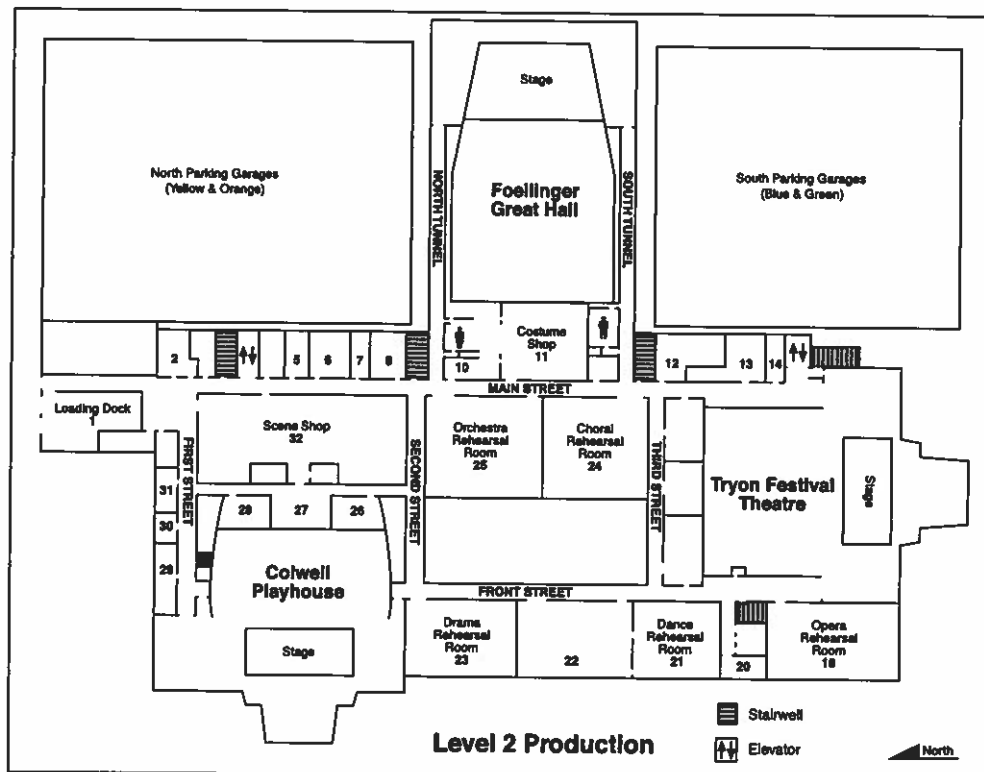 Stage
North Parking Garages
(Yellow & Orange)
NORTH TUNNEL
Foellinger
Great Hall
SOUTH TUNNEL
South Parking Garages
(Blue & Green)
2
5
6
7
8
10
Costume
Shop
11
12
13
14
MAIN STREET
Loading Dock
1
FIRST STREET
Scene Shop
32
SECOND STREET
Orchestra
Rehearsal
Room
25
Choral
Rehearsal
Room
24
THIRD STREET
Tryon Festival
Theatre
Stage
31
30
29
28
27
26
Colwell
Playhouse
Stage
FRONT STREET
Drama
Rehearsal
Room
23
22
Dance
Rehearsal
Room
21
20
Opera
Rehearsal
Room
18
Level 2 Production
Stairwell
Elevator
North